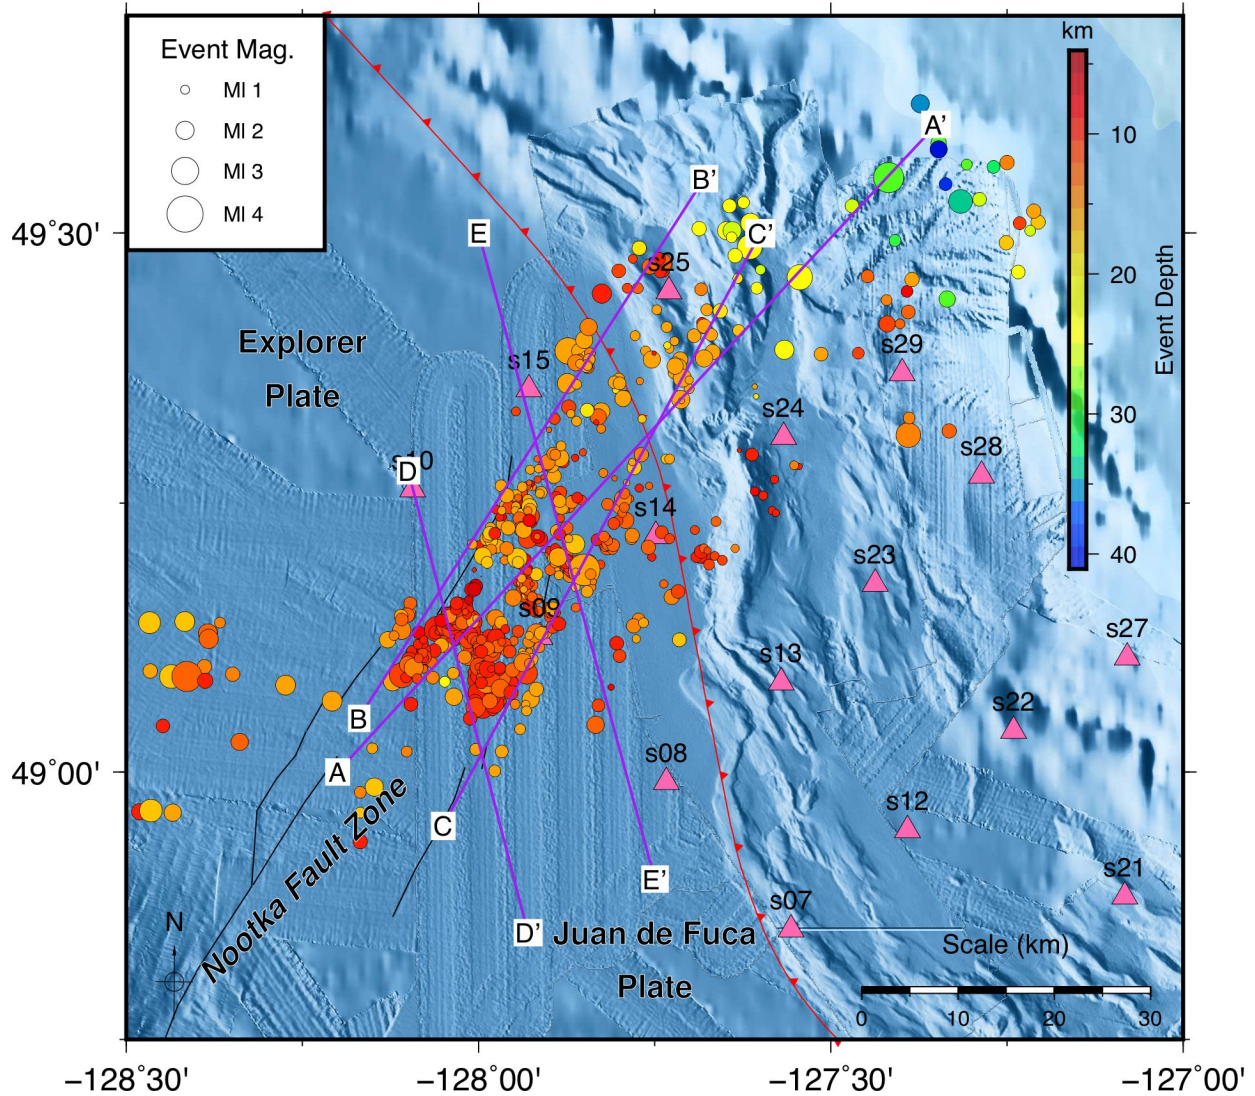 Event Mag.
Ml 1
Ml 2
Ml 3
Ml 4
km
10
20
30
40
Event Depth
A'
B'
C'
E
s25
s15
s29
s24
s28
s10
D
s14
s23
s09
s27
s13
s22
B
A
s08
C
s12
E'
s21
s07
D'
Explorer
Plate
Nootka Fault Zone
Juan de Fuca
Plate
N
Scale (km)
0 10 20 30
49°30'
49°00'
−128°30' −128°00' −127°30' −127°00'